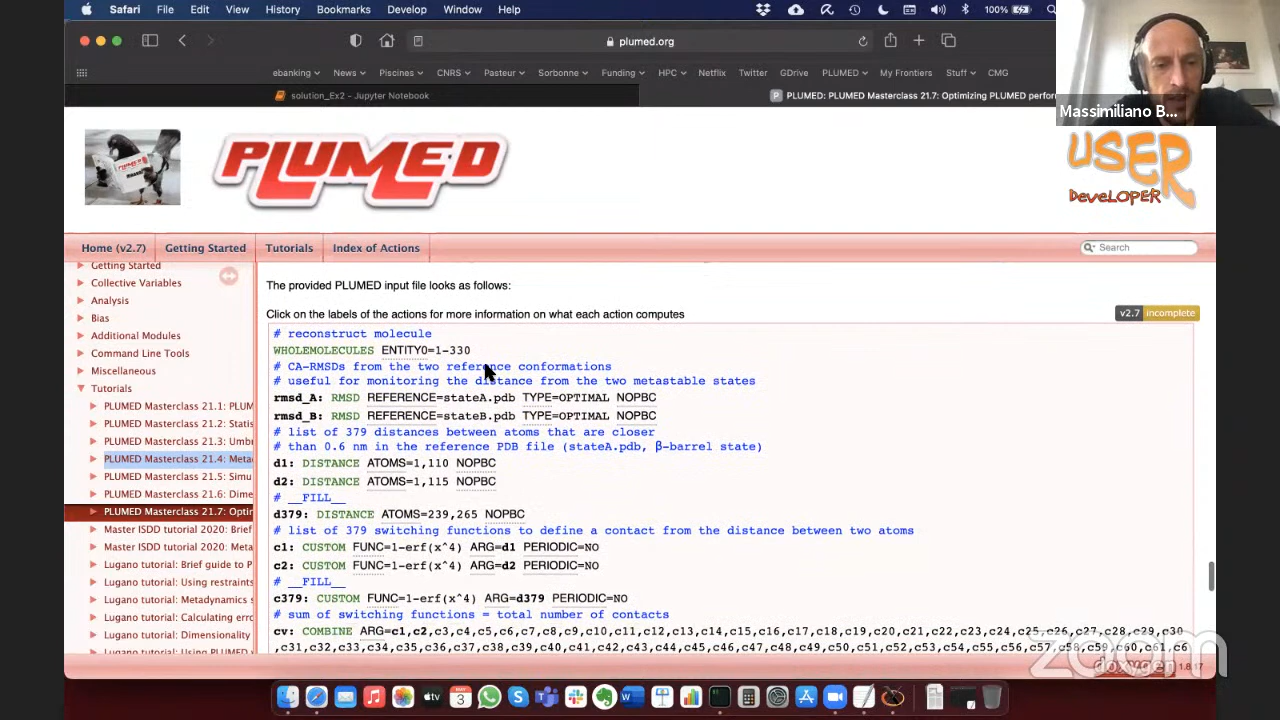 Safari File Edit View History Bookmarks Develop Window Help 100%
plumed.org
ebanking News Piscines CNRS Pasteur Sorbonne Funding HPC Netflix Twitter GDrive PLUMED My Frontiers Stuff CMG
solution_Ex2 – Jupyter Notebook
PLUMED: PLUMED Masterclass 21.7: Optimizing PLUMED perfor
Massimiliano B...
PLUMED
USER
DEVELOPER
Home (v2.7) Getting Started Tutorials Index of Actions
Search
Getting Started
Collective Variables
Analysis
Bias
Additional Modules
Command Line Tools
Miscellaneous
Tutorials
PLUMED Masterclass 21.1: PLUM
PLUMED Masterclass 21.2: Statis
PLUMED Masterclass 21.3: Umbr
PLUMED Masterclass 21.4: Meta
PLUMED Masterclass 21.5: Simu
PLUMED Masterclass 21.6: Dime
PLUMED Masterclass 21.7: Optir
Master ISDD tutorial 2020: Brief
Master ISDD tutorial 2020: Meta
Lugano tutorial: Brief guide to P
Lugano tutorial: Using restraints
Lugano tutorial: Metadynamics s
Lugano tutorial: Calculating erro
Lugano tutorial: Dimensionality
Lugano tutorial: Using PLUMED
The provided PLUMED input file looks as follows:
Click on the labels of the actions for more information on what each action computes
v2.7 incomplete
# reconstruct molecule
WHOLEMOLECULES ENTITY0=1-330
# CA-RMSDs from the two reference conformations
# useful for monitoring the distance from the two metastable states
rmsd_A: RMSD REFERENCE=stateA.pdb TYPE=OPTIMAL NOPBC
rmsd_B: RMSD REFERENCE=stateB.pdb TYPE=OPTIMAL NOPBC
# list of 379 distances between atoms that are closer
# than 0.6 nm in the reference PDB file (stateA.pdb, β-barrel state)
d1: DISTANCE ATOMS=1,110 NOPBC
d2: DISTANCE ATOMS=1,115 NOPBC
# __FILL__
d379: DISTANCE ATOMS=239,265 NOPBC
# list of 379 switching functions to define a contact from the distance between two atoms
c1: CUSTOM FUNC=1-erf(x^4) ARG=d1 PERIODIC=NO
c2: CUSTOM FUNC=1-erf(x^4) ARG=d2 PERIODIC=NO
# __FILL__
c379: CUSTOM FUNC=1-erf(x^4) ARG=d379 PERIODIC=NO
# sum of switching functions = total number of contacts
cv: COMBINE ARG=c1,c2,c3,c4,c5,c6,c7,c8,c9,c10,c11,c12,c13,c14,c15,c16,c17,c18,c19,c20,c21,c22,c23,c24,c25,c26,c27,c28,c29,c30
,c31,c32,c33,c34,c35,c36,c37,c38,c39,c40,c41,c42,c43,c44,c45,c46,c47,c48,c49,c50,c51,c52,c53,c54,c55,c56,c57,c58,c59,c60,c61,c6
zoom
doxygen 1.8.17